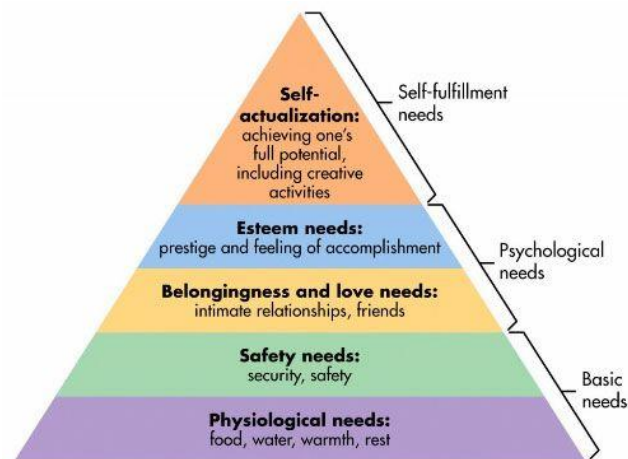 Self-
actualization:
achieving one's
full potential,
including creative
activities
Self-fulfillment
needs
Esteem needs:
prestige and feeling of accomplishment
Belongingness and love needs:
intimate relationships, friends
Psychological
needs
Safety needs:
security, safety
Physiological needs:
food, water, warmth, rest
Basic
needs